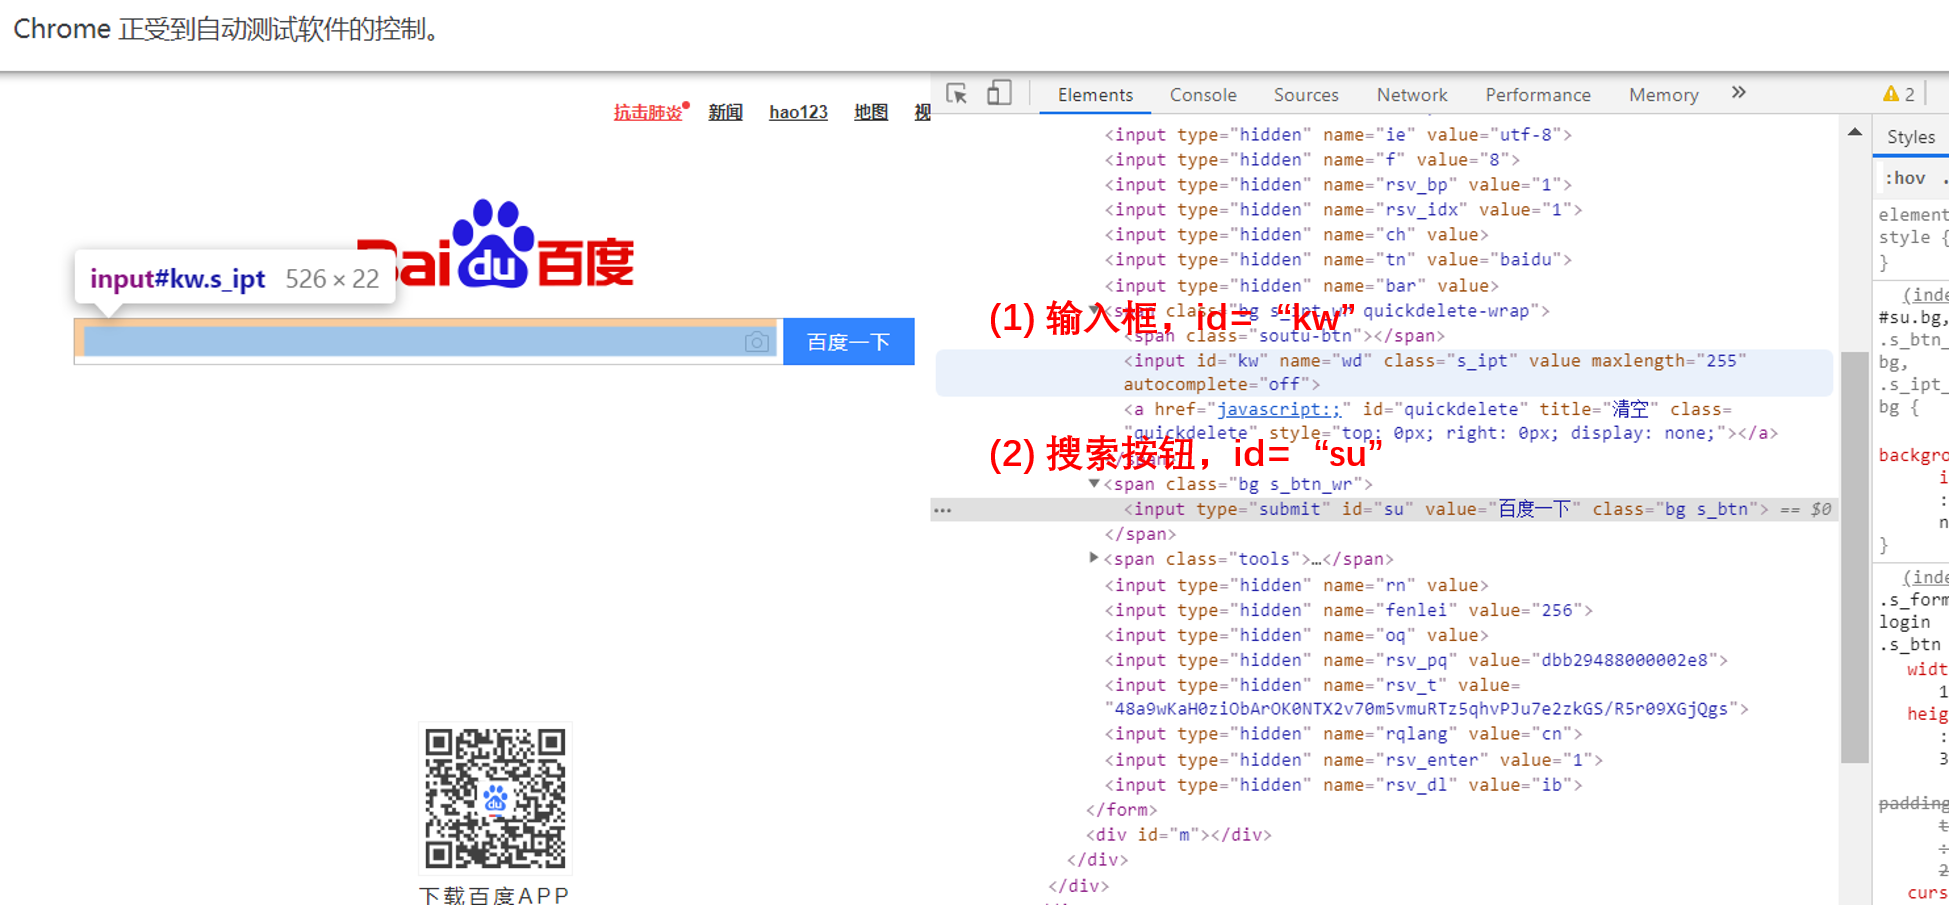 Chrome 正受到自动测试软件的控制。
抗击肺炎 新闻 hao123 地图 视
Baidu百度
input#kw.s_ipt 526 × 22
百度一下
下载百度APP
Elements Console Sources Network Performance Memory » 2
<input type="hidden" name="ie" value="utf-8">
<input type="hidden" name="f" value="8">
<input type="hidden" name="rsv_bp" value="1">
<input type="hidden" name="rsv_idx" value="1">
<input type="hidden" name="ch" value>
<input type="hidden" name="tn" value="baidu">
<input type="hidden" name="bar" value>
(1) 输入框，id= “kw”
<span class="bg s_ipt_wr quickdelete-wrap">
<span class="soutu-btn"></span>
<input id="kw" name="wd" class="s_ipt" value maxlength="255"
autocomplete="off">
<a href="javascript:;" id="quickdelete" title="清空" class=
"quickdelete" style="top: 0px; right: 0px; display: none;"></a>
(2) 搜索按钮，id= “su”
</span>
<span class="bg s_btn_wr">
<input type="submit" id="su" value="百度一下" class="bg s_btn"> == $0
</span>
<span class="tools">…</span>
<input type="hidden" name="rn" value>
<input type="hidden" name="fenlei" value="256">
<input type="hidden" name="oq" value>
<input type="hidden" name="rsv_pq" value="dbb29488000002e8">
<input type="hidden" name="rsv_t" value=
"48a9wKaH0ziObArOK0NTX2v70m5vmuRTz5qhvPJu7e2zkGS/R5r09XGjQgs">
<input type="hidden" name="rqlang" value="cn">
<input type="hidden" name="rsv_enter" value="1">
<input type="hidden" name="rsv_dl" value="ib">
</form>
<div id="m"></div>
</div>
</div>
Styles
:hov .
element
style {
}
(inde
#su.bg,
.s_btn_
bg,
.s_ipt_
bg {
backgro
i
:
n
}
(inde
.s_form
login
.s_btn
widt
1
heig
:
3
padding
t
2
curs